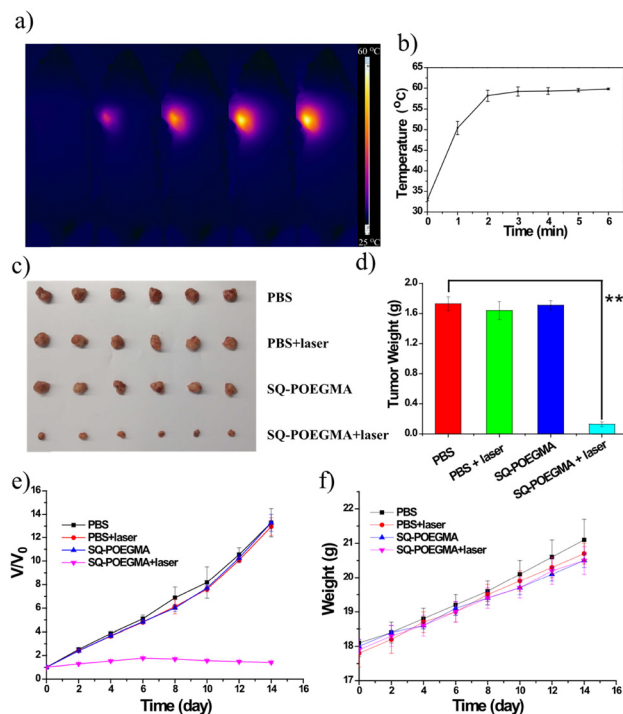 a)
60 °C
25 °C
b)
Temperature (°C)
65
60
55
50
45
40
35
30
0 1 2 3 4 5 6
Time (min)
c)
PBS
PBS+laser
SQ-POEGMA
SQ-POEGMA+laser
d)
Tumor Weight (g)
2.4
1.8
1.2
0.6
0.0
**
PBS
PBS + laser
SQ-POEGMA
SQ-POEGMA + laser
e)
V/V0
16
14
12
10
8
6
4
2
0
PBS
PBS+laser
SQ-POEGMA
SQ-POEGMA+laser
0 2 4 6 8 10 12 14 16
Time (day)
f)
Weight (g)
22
21
20
19
18
17
PBS
PBS+laser
SQ-POEGMA
SQ-POEGMA+laser
0 2 4 6 8 10 12 14 16
Time (day)